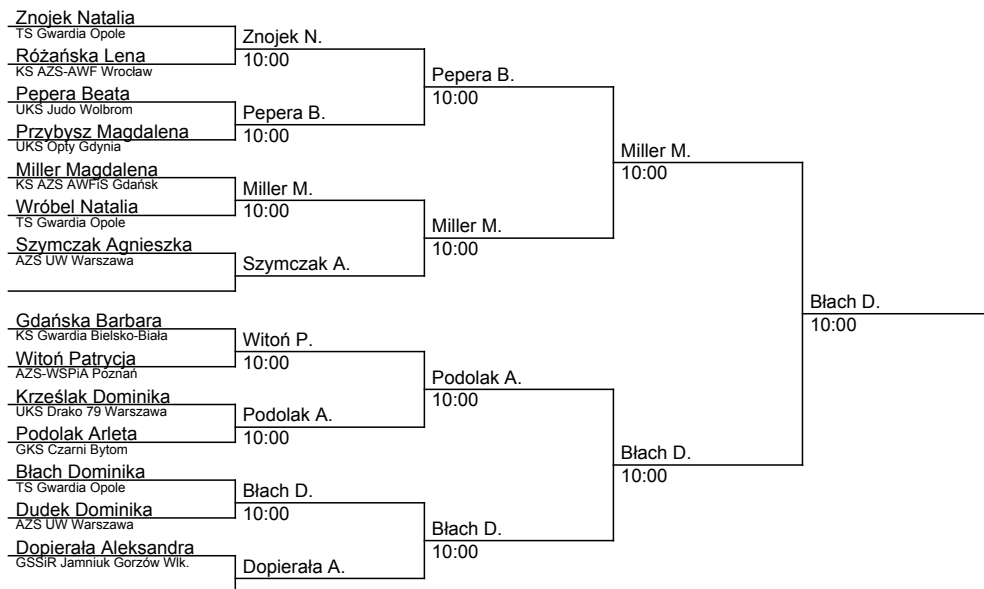 Znojek Natalia
TS Gwardia Opole
Różańska Lena
KS AZS-AWF Wrocław
Pepera Beata
UKS Judo Wolbrom
Przybysz Magdalena
UKS Opty Gdynia
Miller Magdalena
KS AZS AWFiS Gdańsk
Wróbel Natalia
TS Gwardia Opole
Szymczak Agnieszka
AZS UW Warszawa
Gdańska Barbara
KS Gwardia Bielsko-Biała
Witoń Patrycja
AZS-WSPiA Poznań
Krześlak Dominika
UKS Drako 79 Warszawa
Podolak Arleta
GKS Czarni Bytom
Błach Dominika
TS Gwardia Opole
Dudek Dominika
AZS UW Warszawa
Dopierała Aleksandra
GSSiR Jamniuk Gorzów Wlk.
Znojek N.
10:00
Pepera B.
10:00
Miller M.
10:00
Szymczak A.
Witoń P.
10:00
Podolak A.
10:00
Błach D.
10:00
Dopierała A.
Pepera B.
10:00
Miller M.
10:00
Podolak A.
10:00
Błach D.
10:00
Miller M.
10:00
Błach D.
10:00
Błach D.
10:00